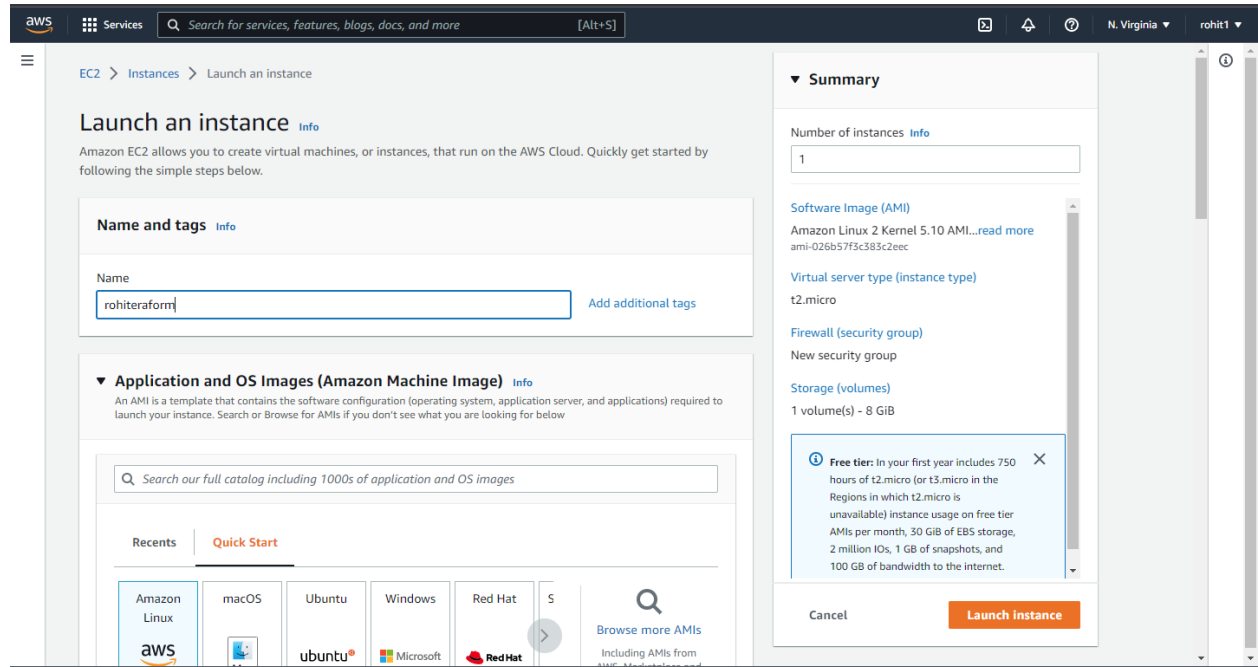 aws
Services
Search for services, features, blogs, docs, and more
[Alt+S]
N. Virginia
rohit1
EC2
Instances
Launch an instance
Launch an instance Info
Amazon EC2 allows you to create virtual machines, or instances, that run on the AWS Cloud. Quickly get started by
following the simple steps below.
Name and tags Info
Name
rohiteraform
Add additional tags
Application and OS Images (Amazon Machine Image) Info
An AMI is a template that contains the software configuration (operating system, application server, and applications) required to
launch your instance. Search or Browse for AMIs if you don't see what you are looking for below
Search our full catalog including 1000s of application and OS images
Recents
Quick Start
Amazon
Linux
aws
macOS
Ubuntu
ubuntu®
Windows
Microsoft
Red Hat
Red Hat
S
Browse more AMIs
Including AMIs from
AWS, Marketplace and
Summary
Number of instances Info
1
Software Image (AMI)
Amazon Linux 2 Kernel 5.10 AMI...read more
ami-026b57f3c383c2eec
Virtual server type (instance type)
t2.micro
Firewall (security group)
New security group
Storage (volumes)
1 volume(s) - 8 GiB
Free tier: In your first year includes 750
hours of t2.micro (or t3.micro in the
Regions in which t2.micro is
unavailable) instance usage on free tier
AMIs per month, 30 GiB of EBS storage,
2 million IOs, 1 GB of snapshots, and
100 GB of bandwidth to the internet.
Cancel
Launch instance